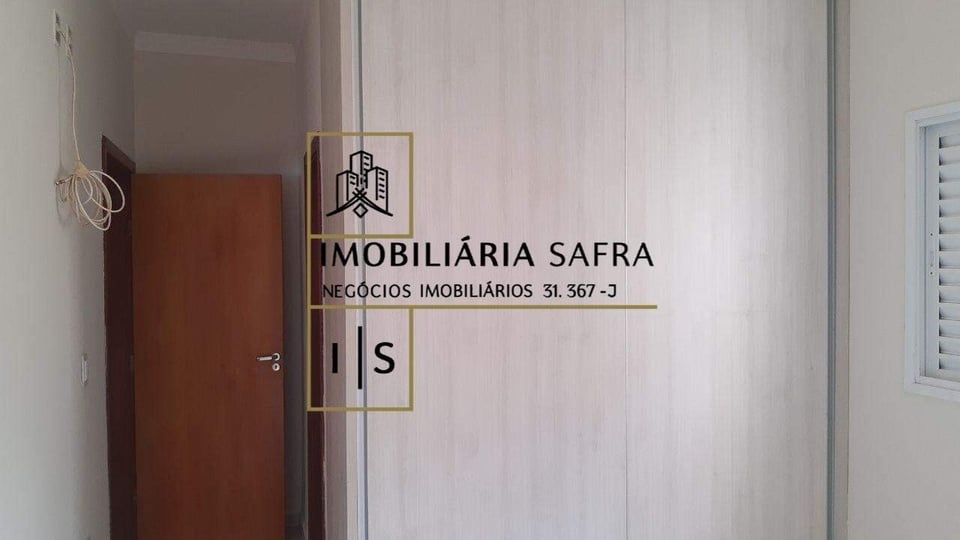 IMOBILIÁRIA SAFRA
NEGÓCIOS IMOBILIÁRIOS 31. 367 -J
I|S